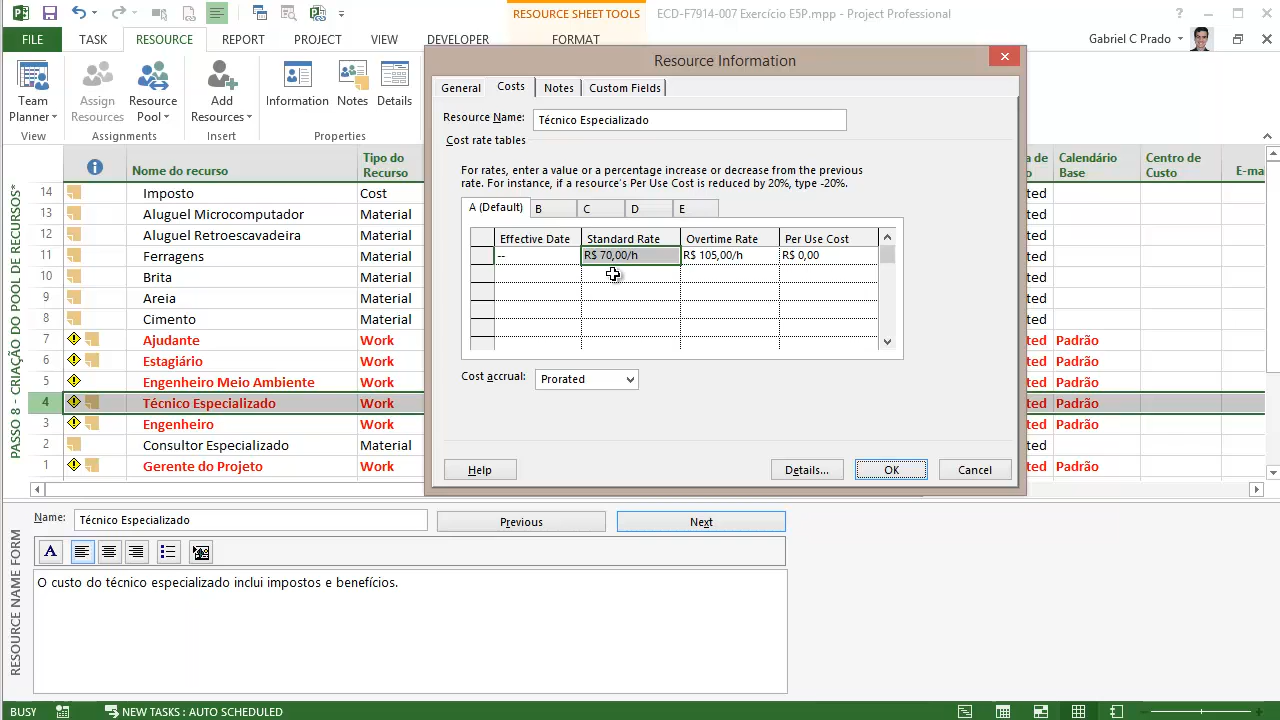 RESOURCE SHEET TOOLS
ECD-F7914-007 Exercício E5P.mpp - Project Professional
FILE
TASK
RESOURCE
REPORT
PROJECT
VIEW
DEVELOPER
FORMAT
Gabriel C Prado
Team Planner
Assign Resources
Resource Pool
Add Resources
Information
Notes
Details
View
Assignments
Insert
Properties
Resource Information
General
Costs
Notes
Custom Fields
Resource Name: Técnico Especializado
Cost rate tables
For rates, enter a value or a percentage increase or decrease from the previous
rate. For instance, if a resource's Per Use Cost is reduced by 20%, type -20%.
A (Default) B C D E
Effective Date Standard Rate Overtime Rate Per Use Cost
-- R$ 70,00/h R$ 105,00/h R$ 0,00
Cost accrual: Prorated
Help
Details...
OK
Cancel
PASSO 8 - CRIAÇÃO DO POOL DE RECURSOS*
Nome do recurso
Tipo do Recurso
Calendário Base
Centro de Custo
14 Imposto Cost
13 Aluguel Microcomputador Material
12 Aluguel Retroescavadeira Material
11 Ferragens Material
10 Brita Material
9 Areia Material
8 Cimento Material
7 Ajudante Work Padrão
6 Estagiário Work Padrão
5 Engenheiro Meio Ambiente Work Padrão
4 Técnico Especializado Work Padrão
3 Engenheiro Work Padrão
2 Consultor Especializado Material
1 Gerente do Projeto Work Padrão
RESOURCE NAME FORM
Name: Técnico Especializado
Previous
Next
A
O custo do técnico especializado inclui impostos e benefícios.
BUSY
NEW TASKS : AUTO SCHEDULED